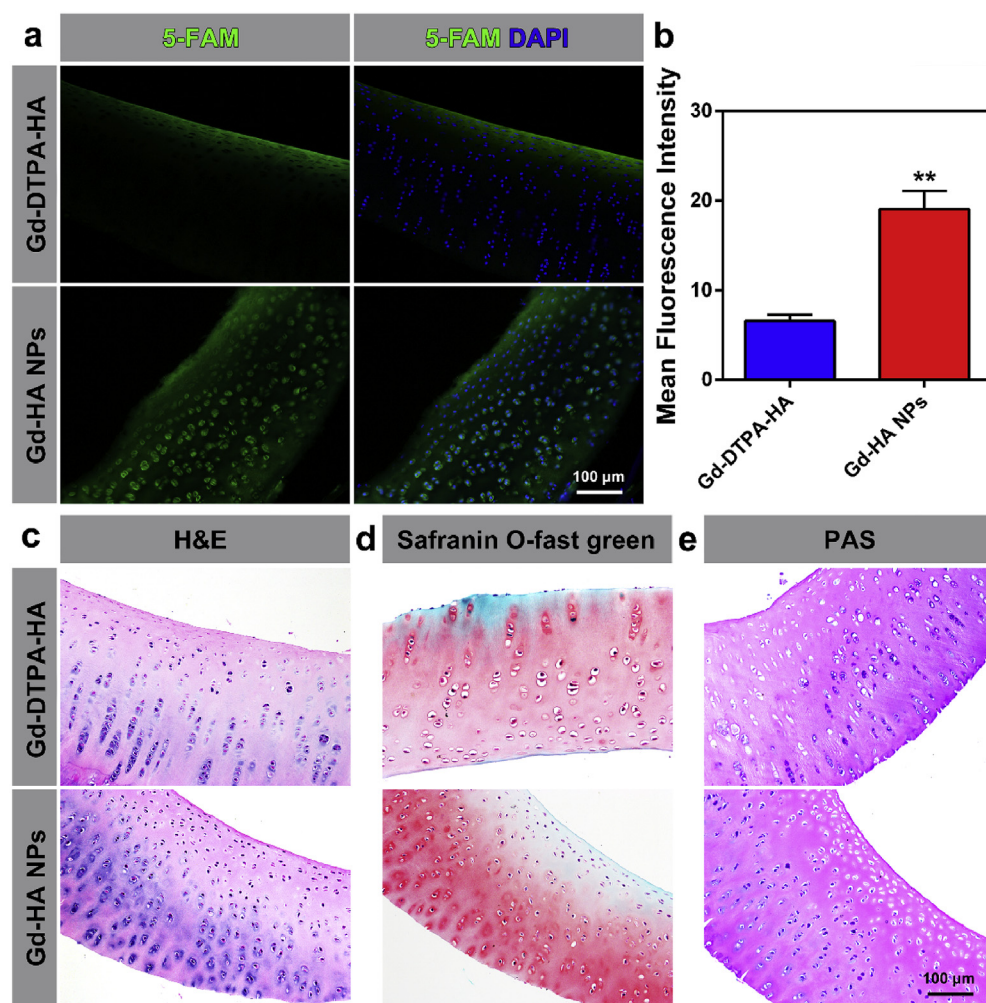 a
5-FAM
5-FAM DAPI
Gd-DTPA-HA
Gd-HA NPs
100 µm
b
Mean Fluorescence Intensity
30
20
10
0
**
Gd-DTPA-HA
Gd-HA NPs
c
H&E
d
Safranin O-fast green
e
PAS
Gd-DTPA-HA
Gd-HA NPs
100 µm